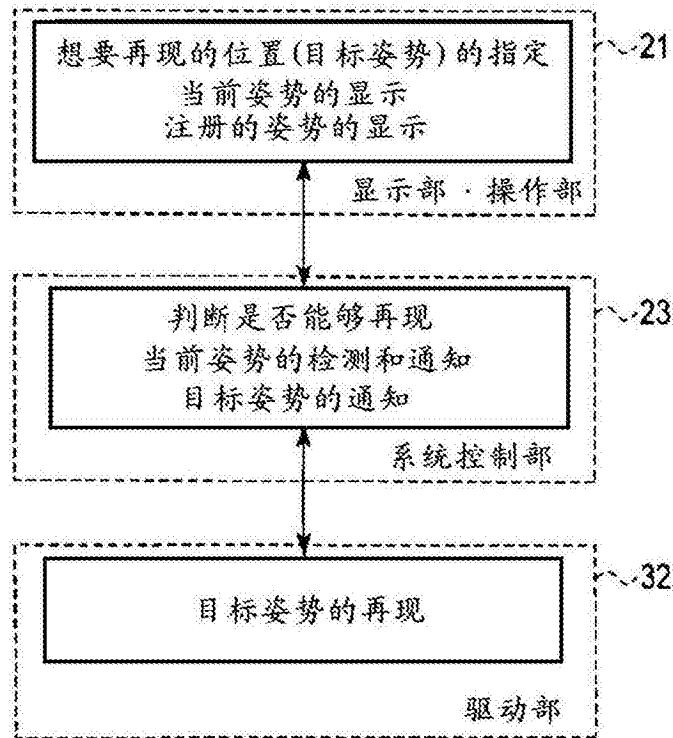 想要再现的位置(目标姿势)的指定
当前姿势的显示
注册的姿势的显示
显示部·操作部
21
判断是否能够再现
当前姿势的检测和通知
目标姿势的通知
系统控制部
23
目标姿势的再现
驱动部
32